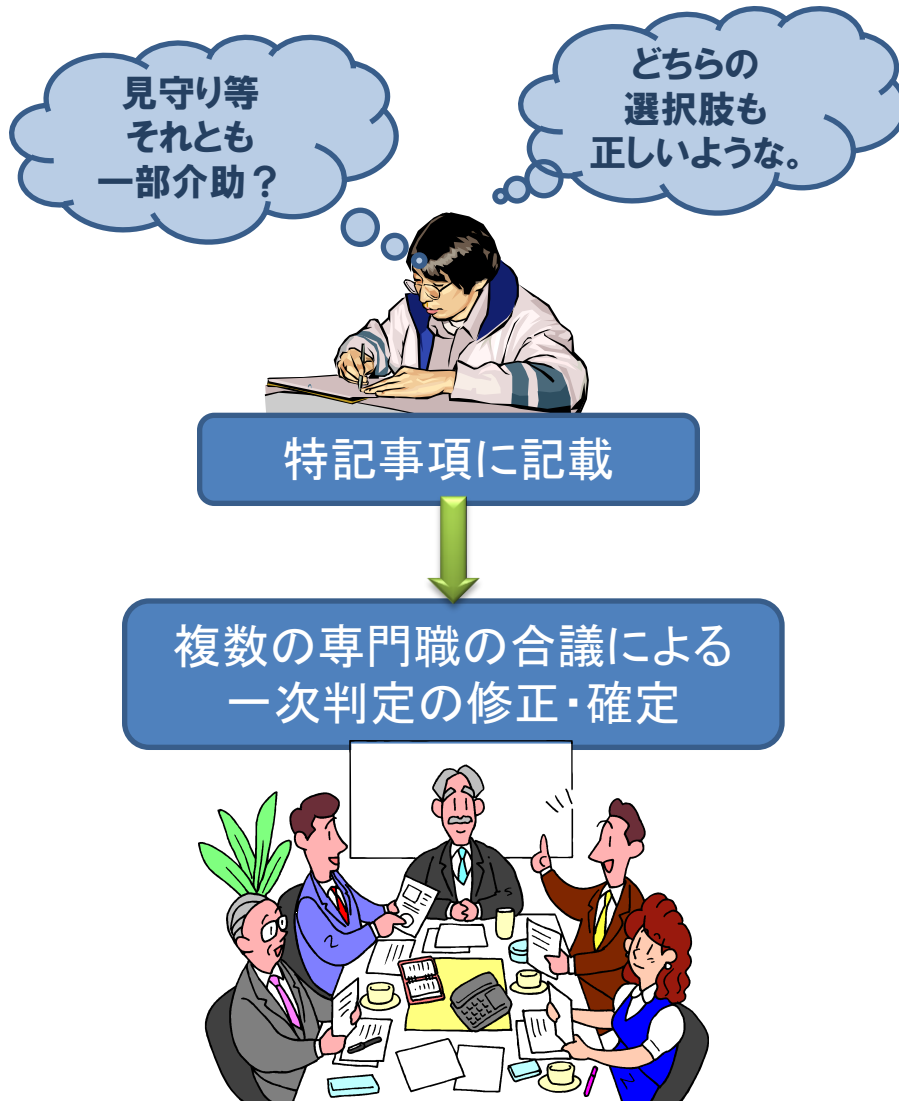 見守り等
それとも
一部介助？
どちらの
選択肢も
正しいような。
特記事項に記載
複数の専門職の合議による
一次判定の修正・確定